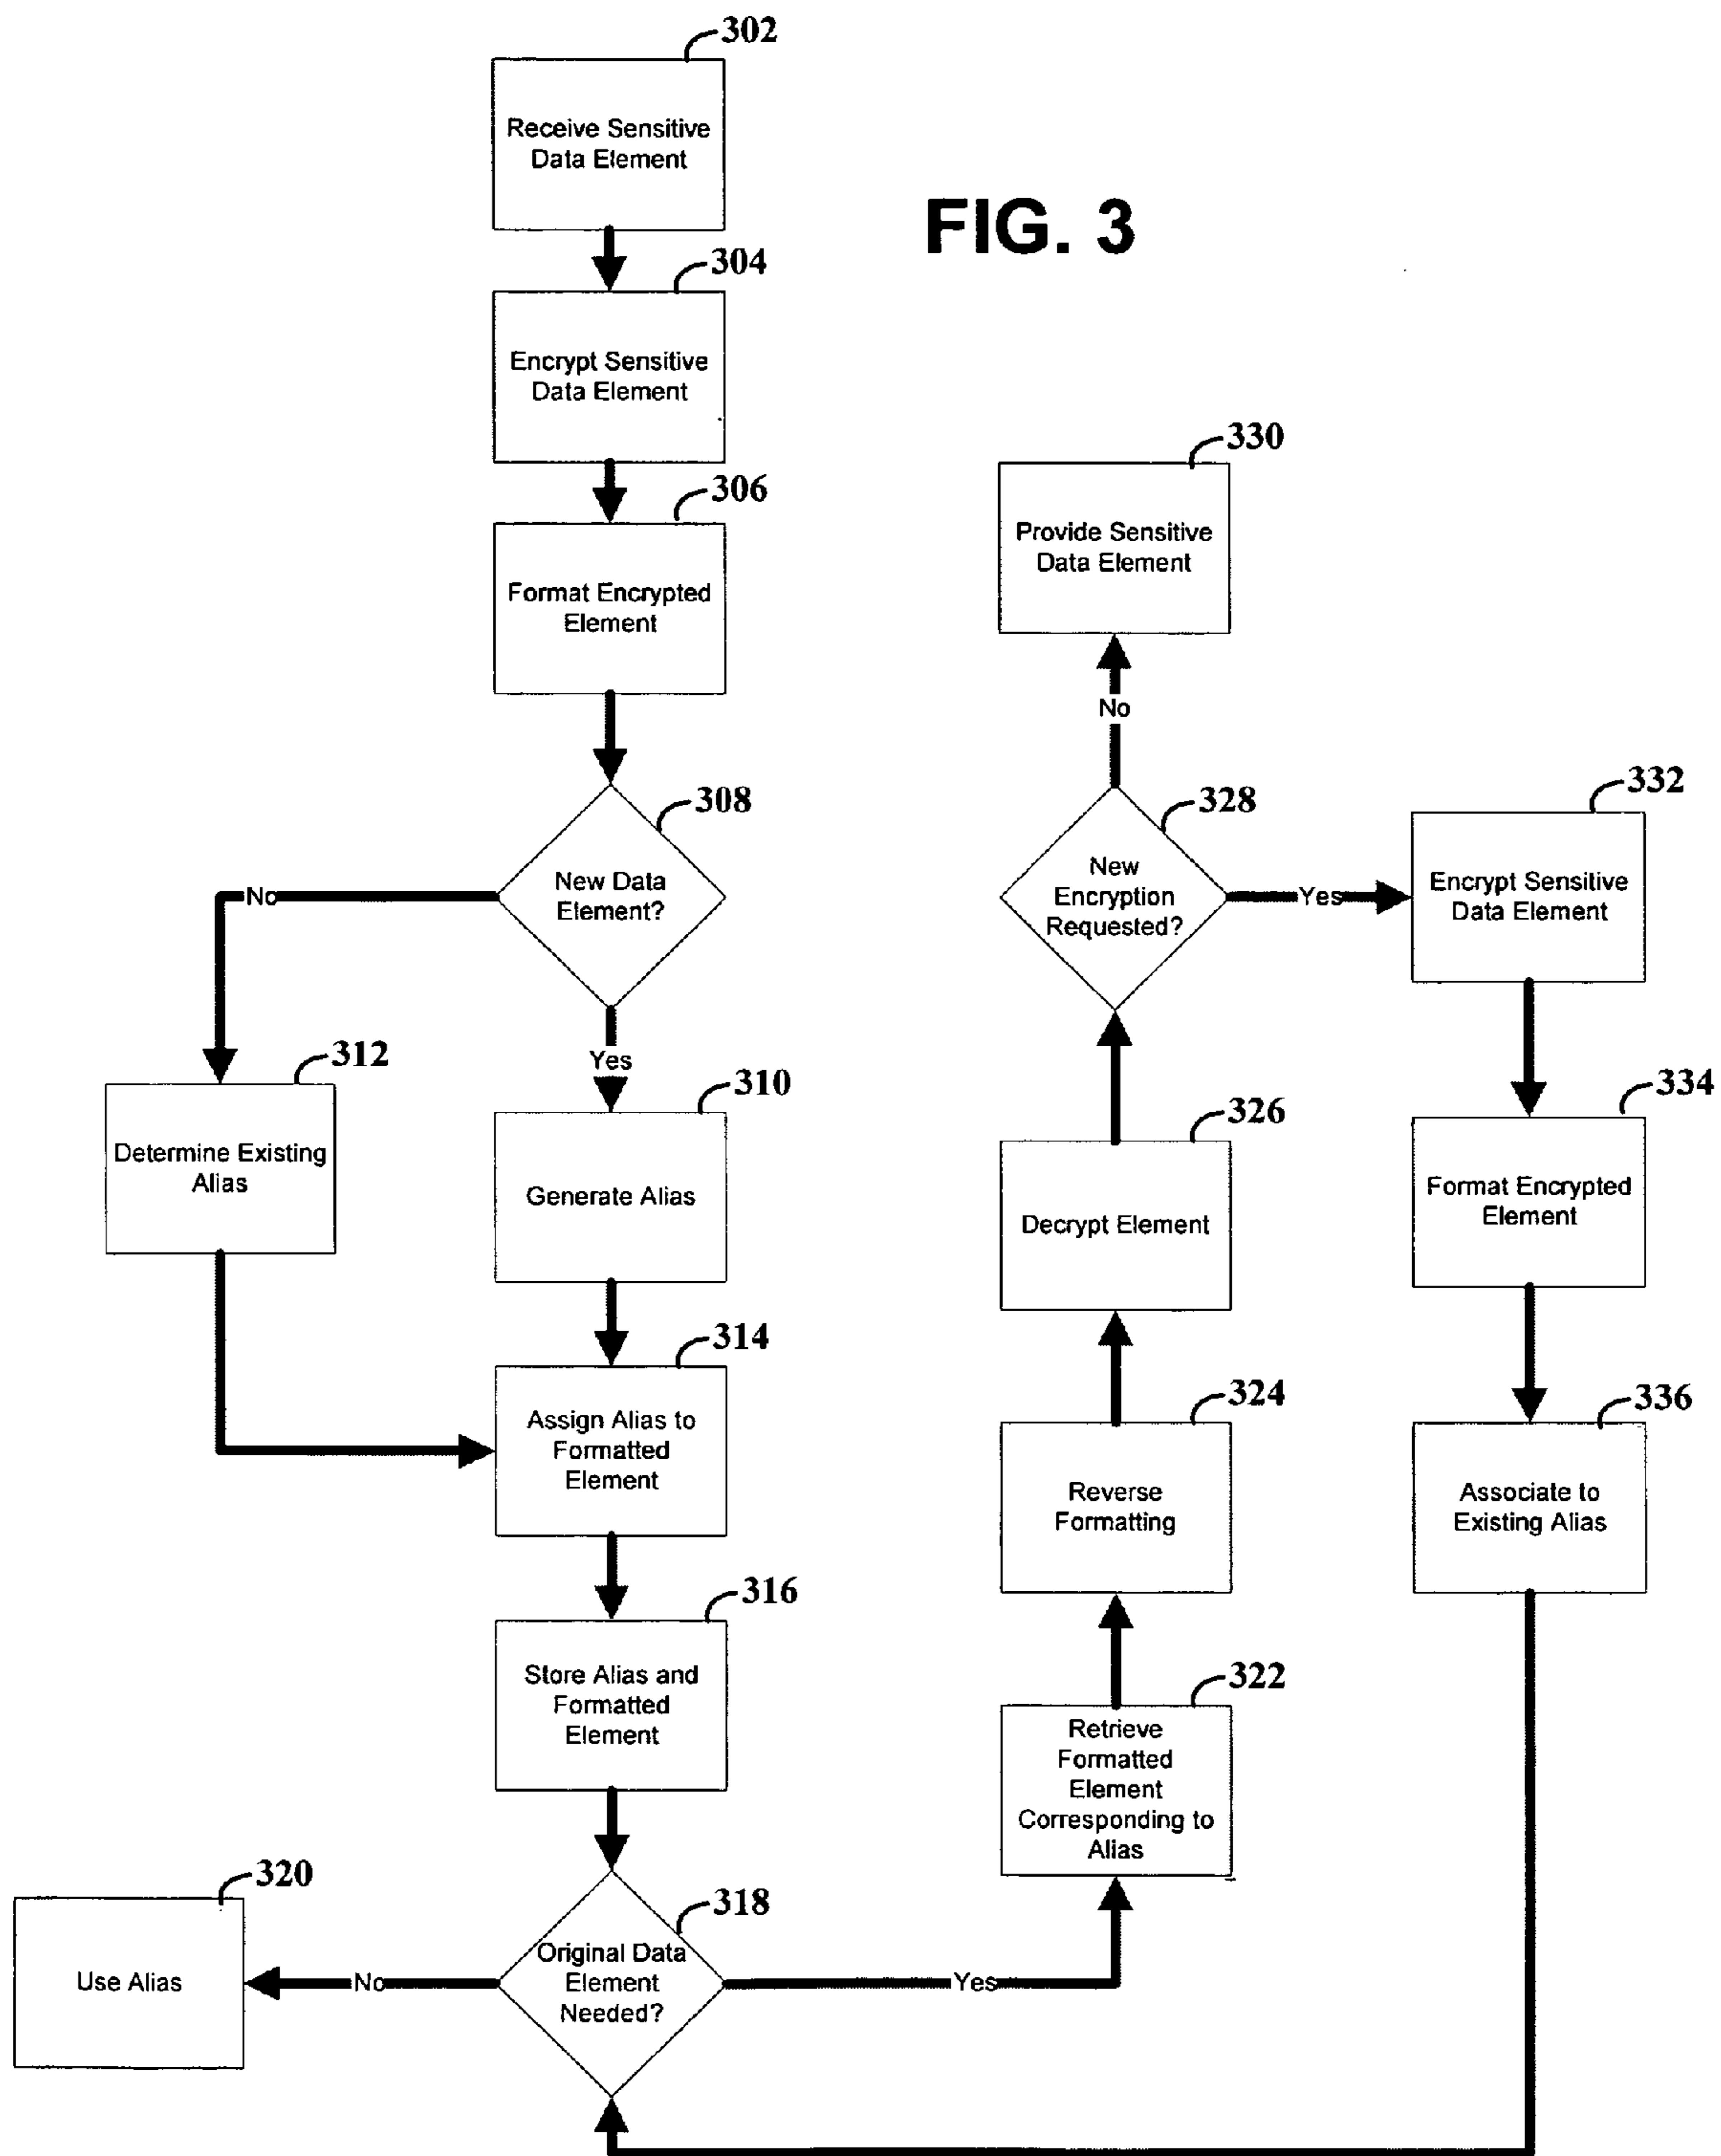 302
Receive Sensitive
Data Element
FIG. 3
304
Encrypt Sensitive
Data Element
306
Format Encrypted
Element
308
New Data
Element?
No
Yes
312
Determine Existing
Alias
310
Generate Alias
314
Assign Alias to
Formatted
Element
316
Store Alias and
Formatted
Element
318
Original Data
Element
Needed?
No
320
Use Alias
Yes
322
Retrieve
Formatted
Element
Corresponding to
Alias
324
Reverse
Formatting
326
Decrypt Element
328
New
Encryption
Requested?
No
330
Provide Sensitive
Data Element
Yes
332
Encrypt Sensitive
Data Element
334
Format Encrypted
Element
336
Associate to
Existing Alias